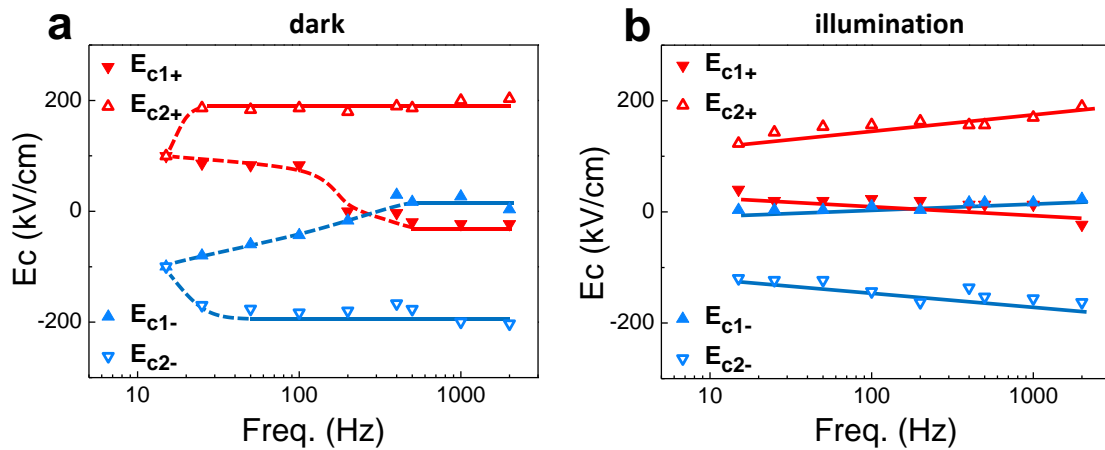 a
dark
Ec1+
Ec2+
Ec1-
Ec2-
200
0
-200
Ec (kV/cm)
10
100
1000
Freq. (Hz)
b
illumination
Ec1+
Ec2+
Ec1-
Ec2-
200
0
-200
Ec (kV/cm)
10
100
1000
Freq. (Hz)